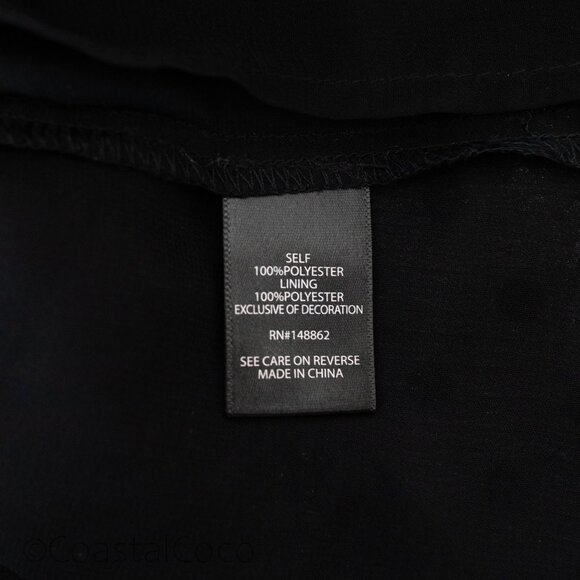 SELF
100%POLYESTER
LINING
100%POLYESTER
EXCLUSIVE OF DECORATION
RN#148862
SEE CARE ON REVERSE
MADE IN CHINA
©CoastalCoco